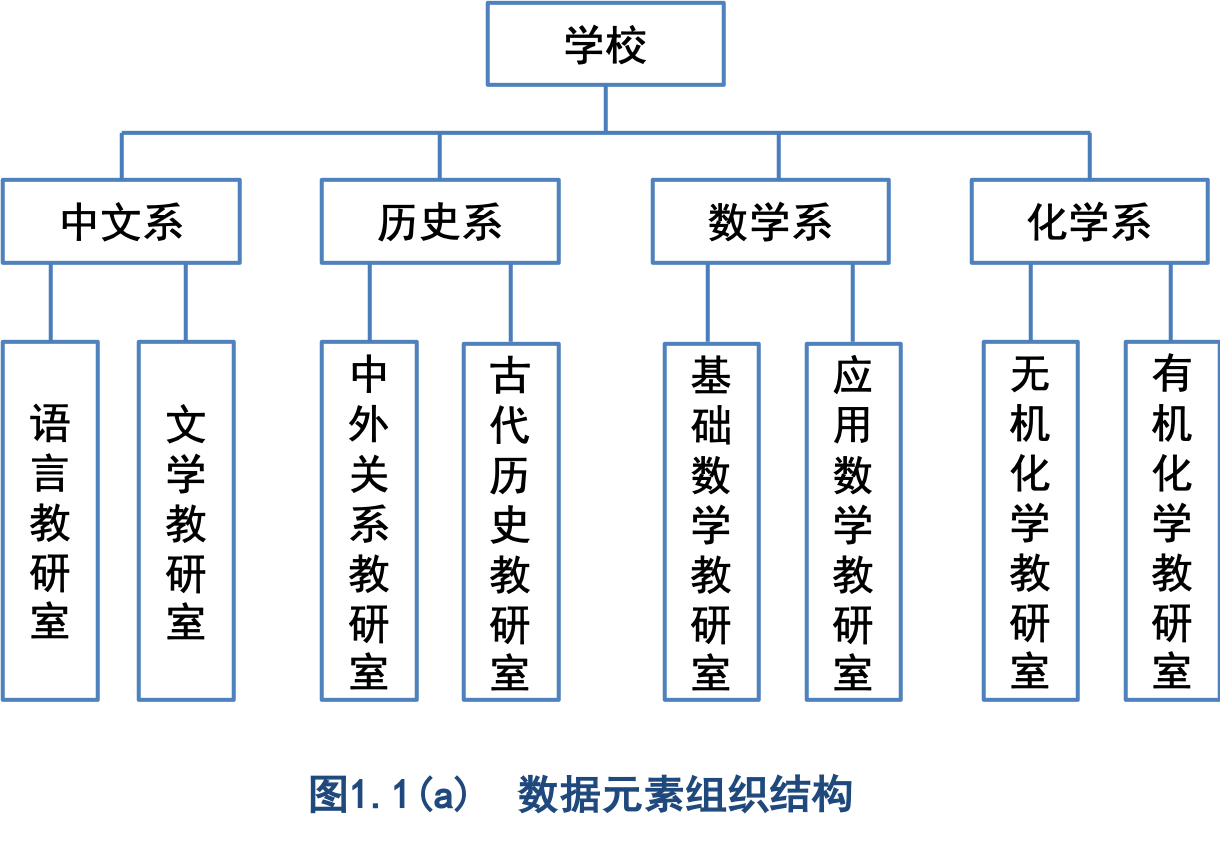 学校
中文系
历史系
数学系
化学系
语言教研室
文学教研室
中外关系教研室
古代历史教研室
基础数学教研室
应用数学教研室
无机化学教研室
有机化学教研室
图1.1(a) 数据元素组织结构